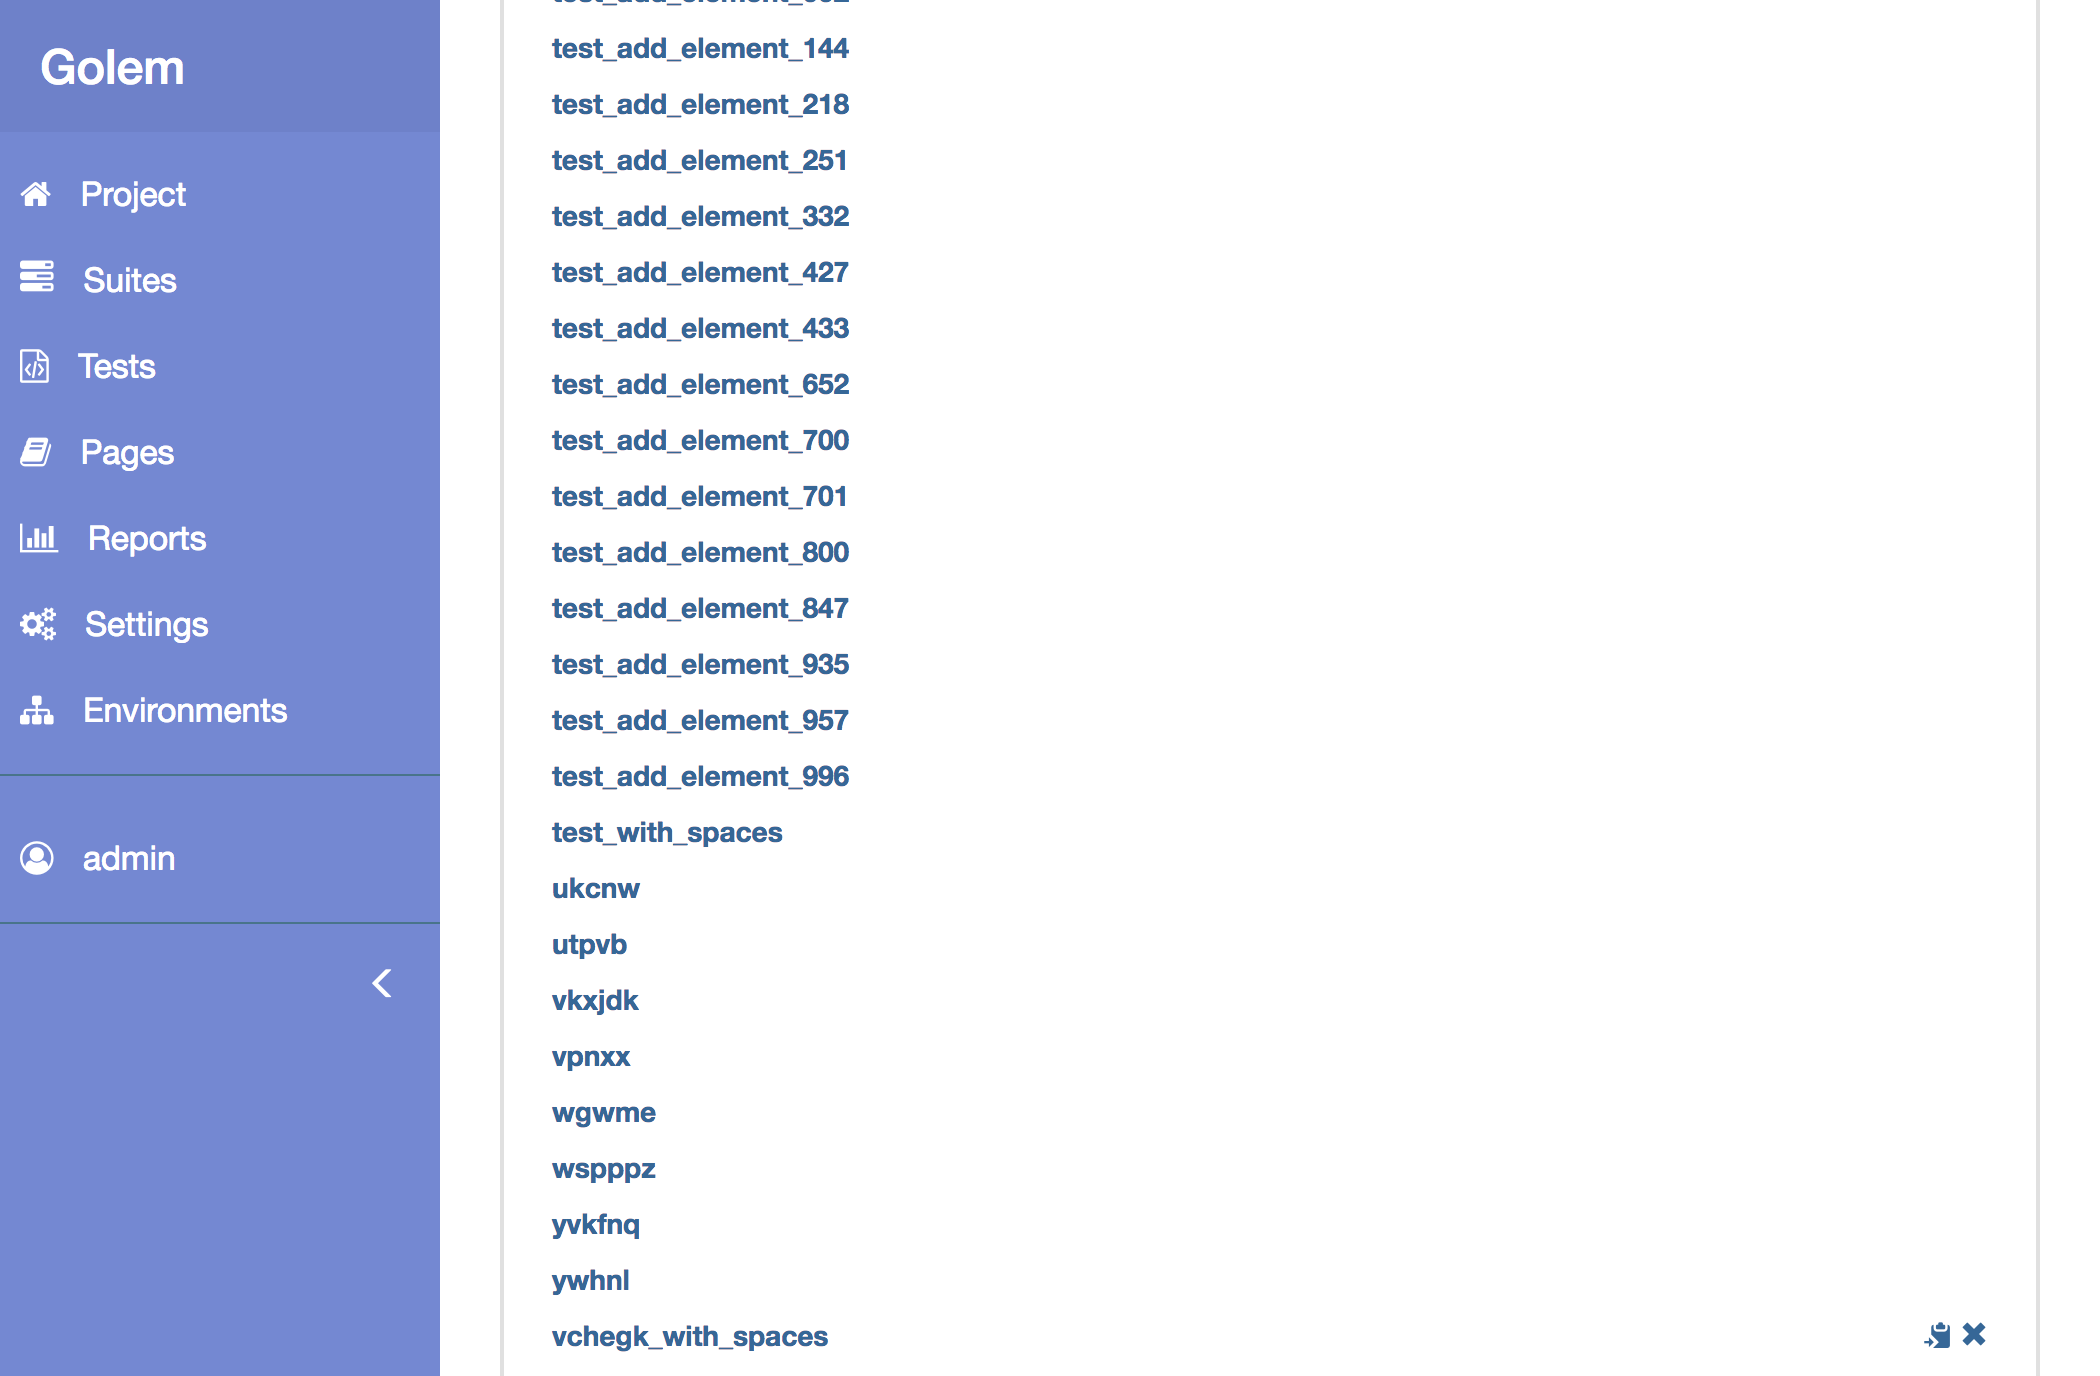 Golem
Project
Suites
Tests
Pages
Reports
Settings
Environments
admin
test_add_element_144
test_add_element_218
test_add_element_251
test_add_element_332
test_add_element_427
test_add_element_433
test_add_element_652
test_add_element_700
test_add_element_701
test_add_element_800
test_add_element_847
test_add_element_935
test_add_element_957
test_add_element_996
test_with_spaces
ukcnw
utpvb
vkxjdk
vpnxx
wgwme
wspppz
yvkfnq
ywhnl
vchegk_with_spaces